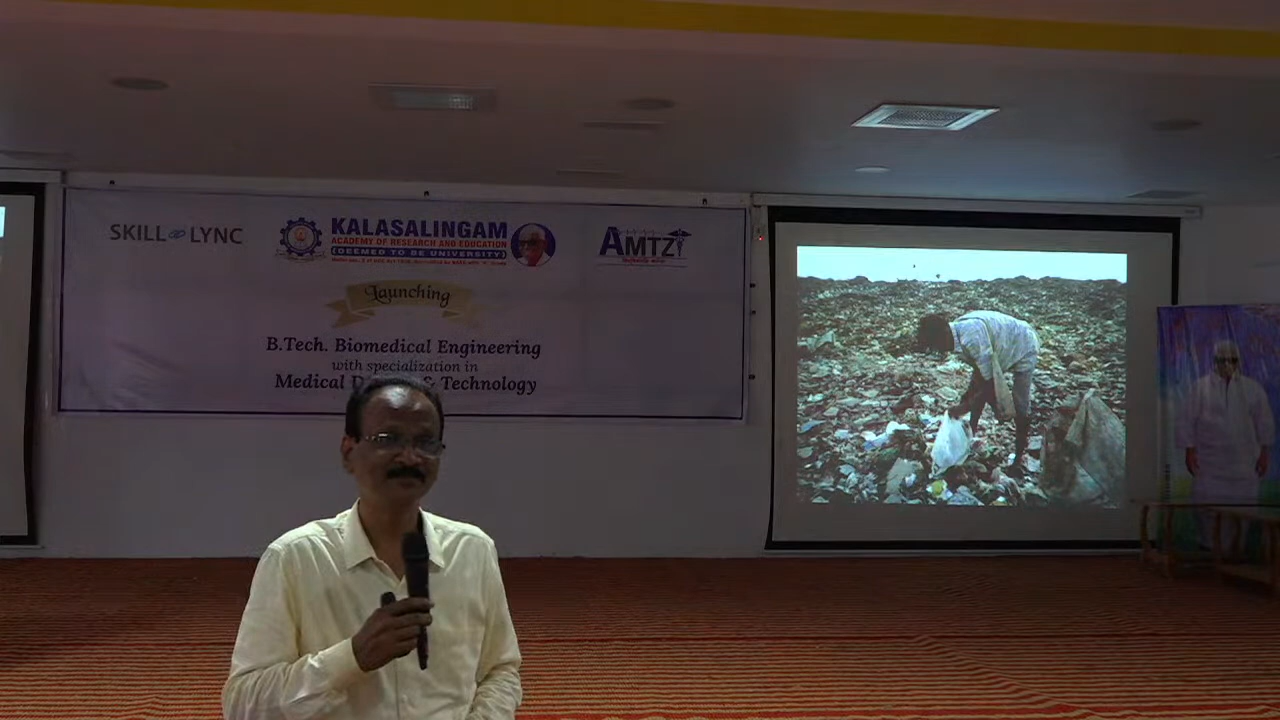 SKILL LYNC
KALASALINGAM
ACADEMY OF RESEARCH AND EDUCATION
(DEEMED TO BE UNIVERSITY)
AMTZ
Launching
B.Tech. Biomedical Engineering
with specialization in
Medical & Technology